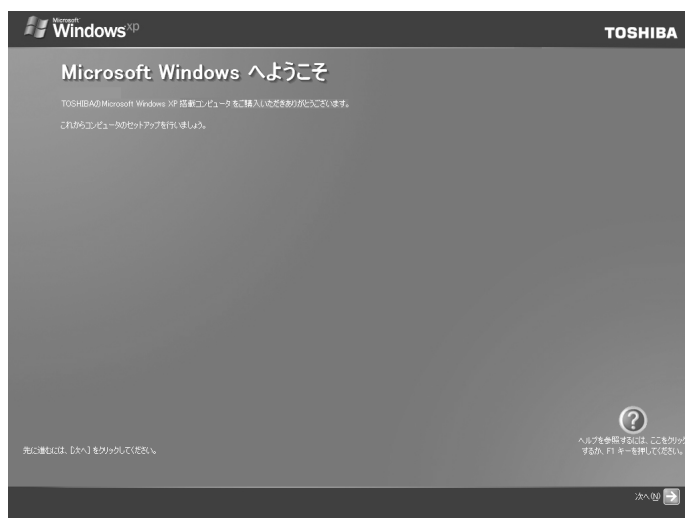 Microsoft
Windows xp
TOSHIBA
Microsoft Windows へようこそ
TOSHIBAのMicrosoft Windows XP 搭載コンピュータをご購入いただきありがとうございます。
これからコンピュータのセットアップを行いましょう。
先に進むには、[次へ] をクリックしてください。
ヘルプを参照するには、ここをクリック
するか、F1 キーを押してください。
次へ(N)